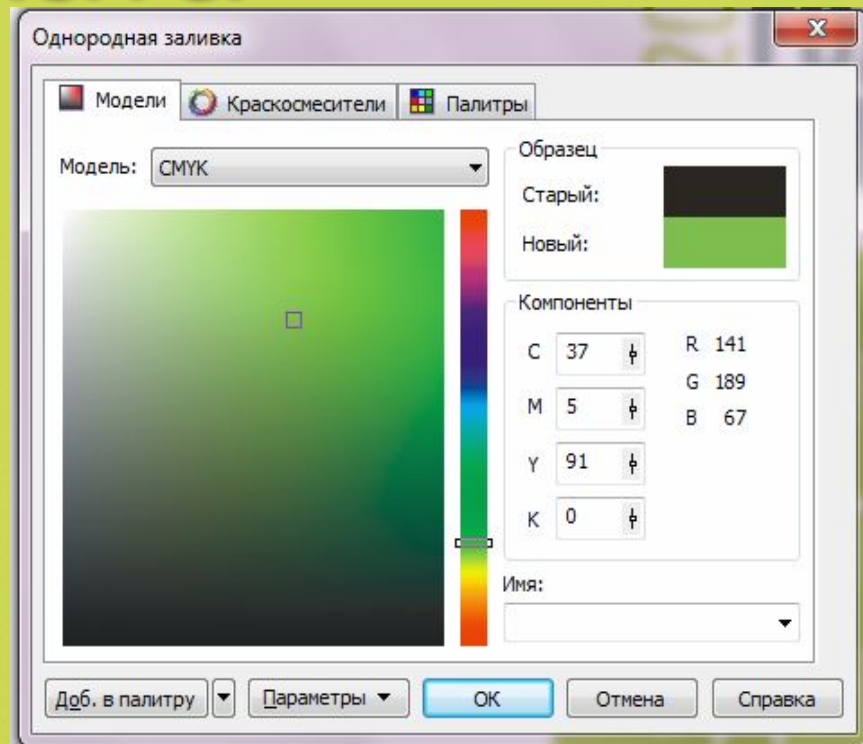 Однородная заливка
Модели Краскосмесители Палитры
Модель: CMYK
Образец
Старый:
Новый:
Компоненты
C 37 R 141
G 189
M 5 B 67
Y 91
K 0
Имя:
Доб. в палитру Параметры OK Отмена Справка